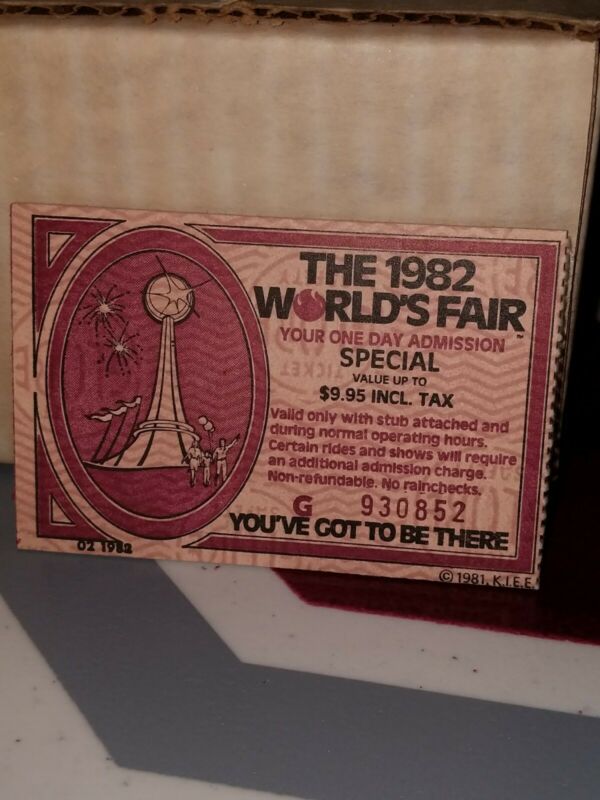 THE 1982
WORLD'S FAIR™
YOUR ONE DAY ADMISSION
SPECIAL
VALUE UP TO
$9.95 INCL. TAX
Valid only with stub attached and
during normal operating hours.
Certain rides and shows will require
an additional admission charge.
Non-refundable. No rainchecks.
G 930852
YOU'VE GOT TO BE THERE
02 1982
© 1981, K.I.E.E.